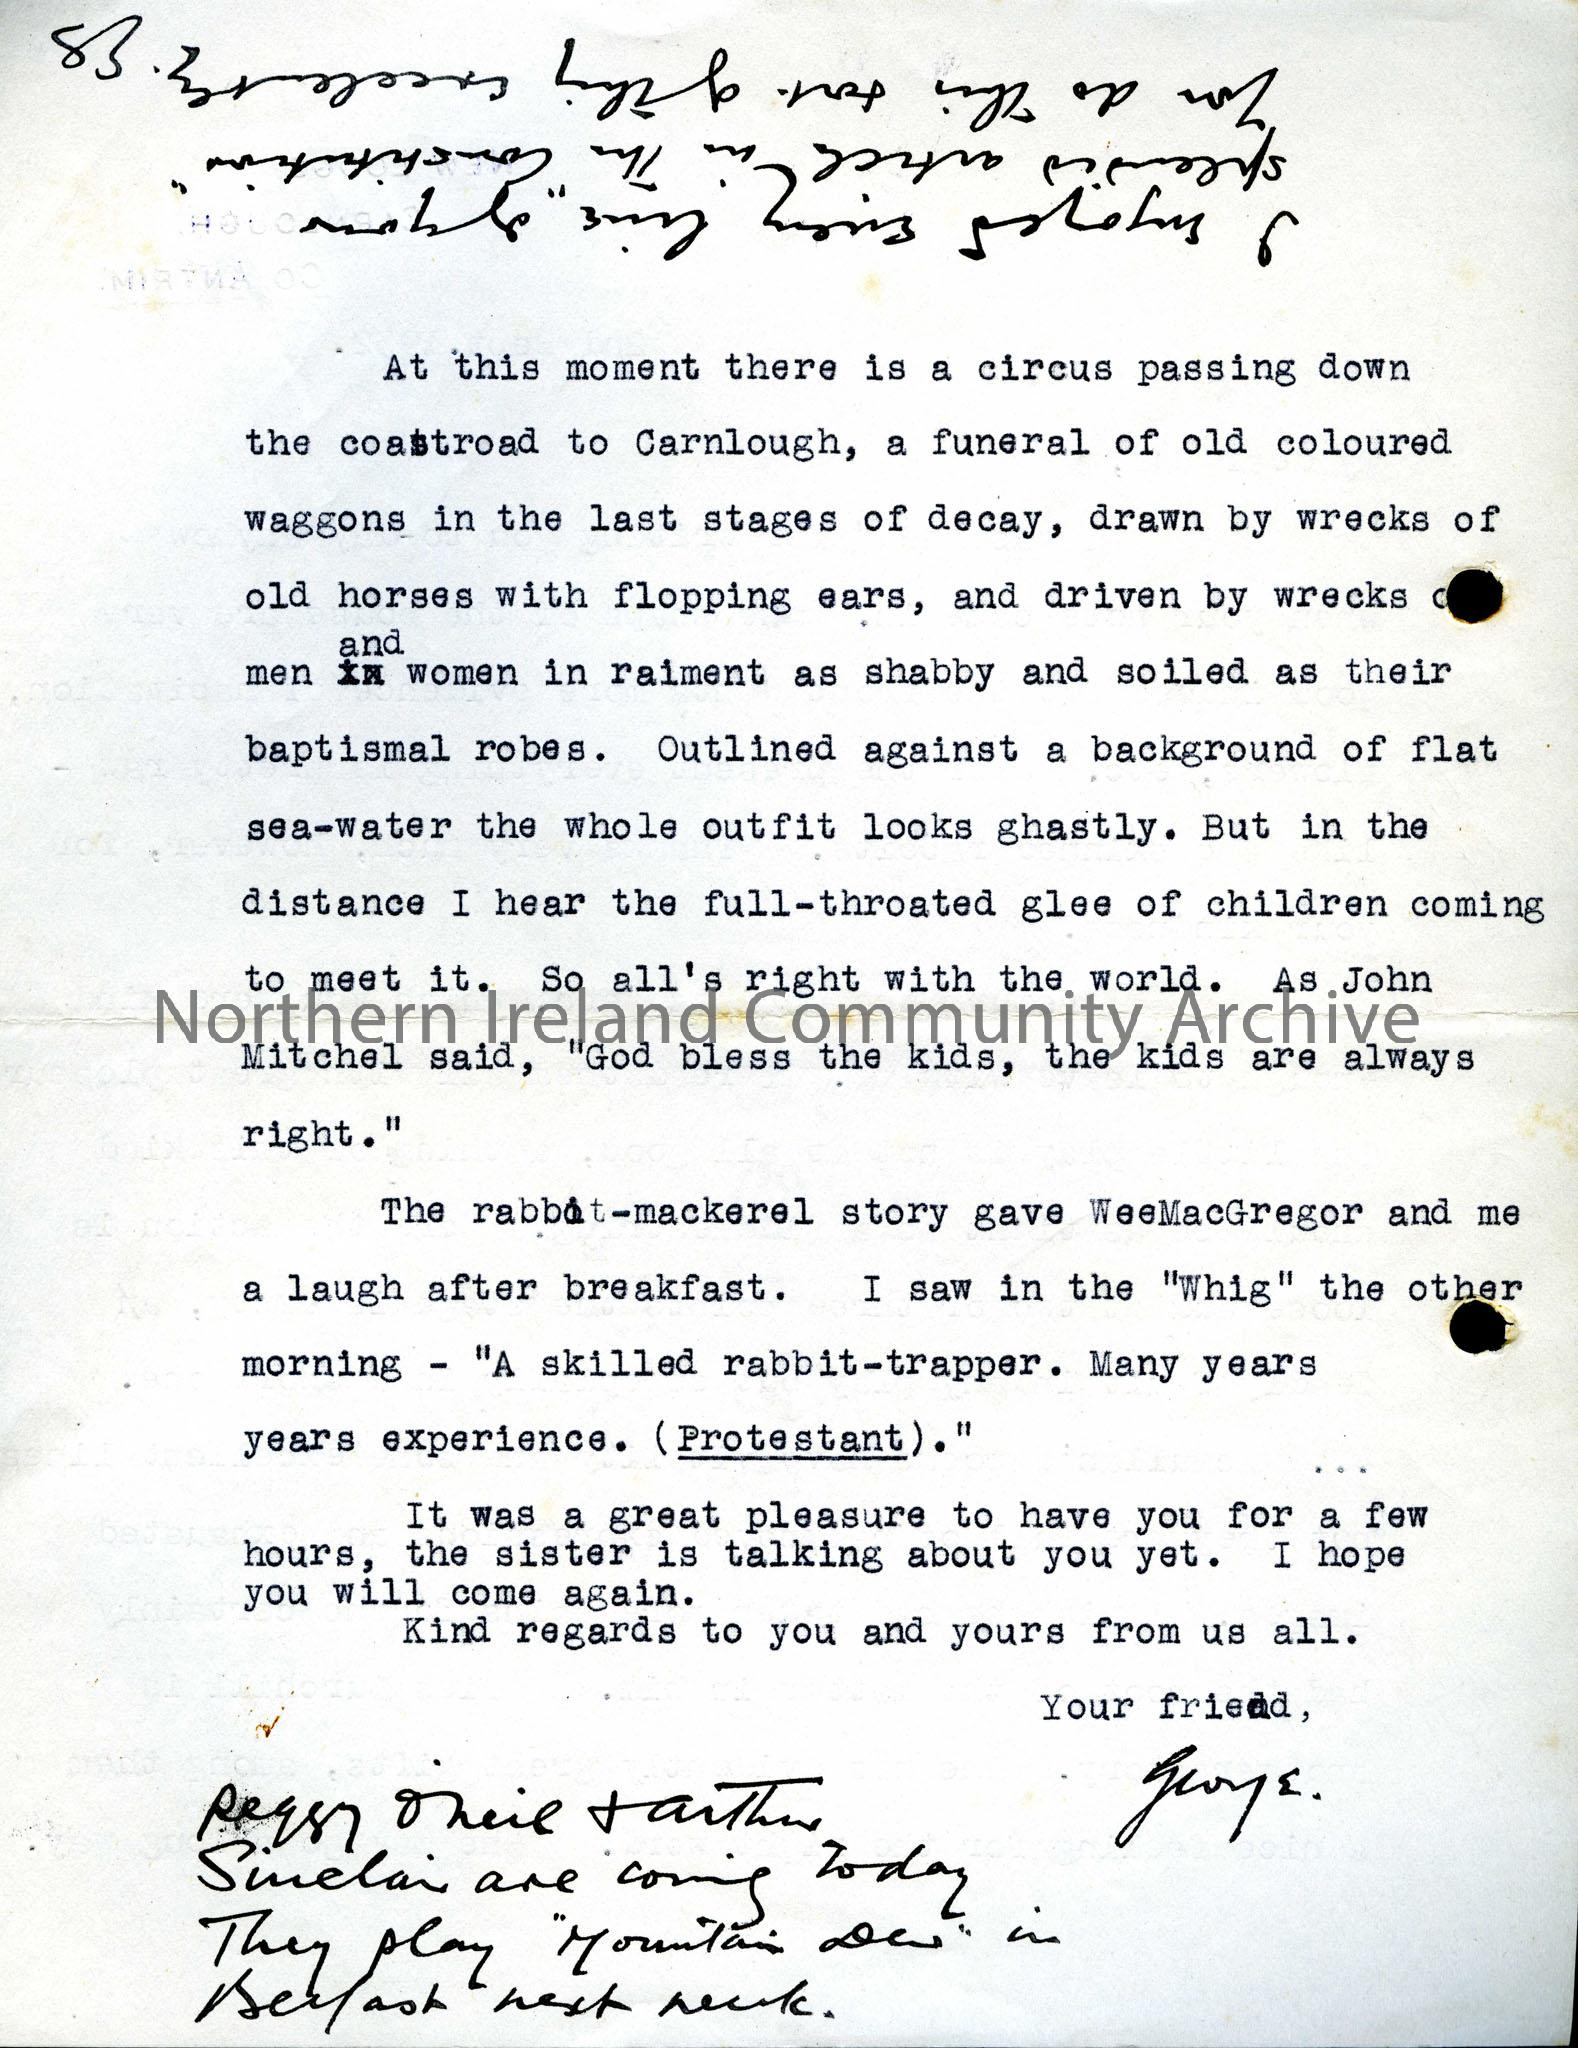 I enjoyed every line of your
splendid article in "The Constitution"
You do this sort of thing excellently. GS
At this moment there is a circus passing down
the coastroad to Carnlough, a funeral of old coloured
waggons in the last stages of decay, drawn by wrecks of
old horses with flopping ears, and driven by wrecks o
and
men in women in raiment as shabby and soiled as their
baptismal robes. Outlined against a background of flat
sea-water the whole outfit looks ghastly. But in the
distance I hear the full-throated glee of children coming
to meet it. So all's right with the world. As John
Northern Ireland Community Archive
Mitchel said, "God bless the kids, the kids are always
right."
The rabbit-mackerel story gave WeeMacGregor and me
a laugh after breakfast. I saw in the "Whig" the other
morning - "A skilled rabbit-trapper. Many years
years experience. (Protestant)."
It was a great pleasure to have you for a few
hours, the sister is talking about you yet. I hope
you will come again.
Kind regards to you and yours from us all.
Your friend,
George.
Peggy O'Neil & Arthur
Sinclair are coming today
They play "Mountain Dew" in
Belfast next week.
CO. ANTRIM.